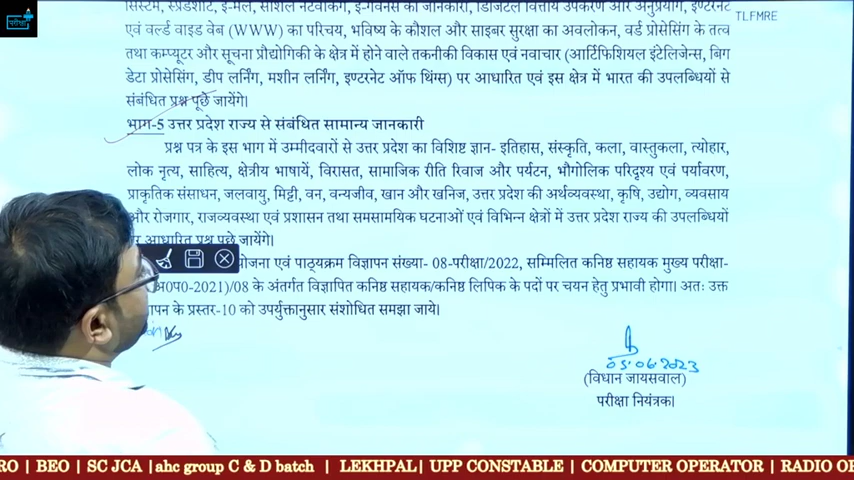 परीक्षा
TLFMRE
सिस्टम, स्प्रेडशीट, इ-मेल, सोशल नेटवर्किंग, इ-गवर्नेंस की जानकारी, डिजिटल वित्तीय उपकरण और अनुप्रयोग, इण्टरनेट
एवं वर्ल्ड वाइड वेब (WWW) का परिचय, भविष्य के कौशल और साइबर सुरक्षा का अवलोकन, वर्ड प्रोसेसिंग के तत्व
तथा कम्प्यूटर और सूचना प्रौद्योगिकी के क्षेत्र में होने वाले तकनीकी विकास एवं नवाचार (आर्टिफिशियल इंटेलिजेन्स, बिग
डेटा प्रोसेसिंग, डीप लर्निंग, मशीन लर्निंग, इण्टरनेट ऑफ थिंग्स) पर आधारित एवं इस क्षेत्र में भारत की उपलब्धियों से
संबंधित प्रश्न पूछे जायेंगे।
भाग-5 उत्तर प्रदेश राज्य से संबंधित सामान्य जानकारी
प्रश्न पत्र के इस भाग में उम्मीदवारों से उत्तर प्रदेश का विशिष्ट ज्ञान- इतिहास, संस्कृति, कला, वास्तुकला, त्योहार,
लोक नृत्य, साहित्य, क्षेत्रीय भाषायें, विरासत, सामाजिक रीति रिवाज और पर्यटन, भौगोलिक परिदृश्य एवं पर्यावरण,
प्राकृतिक संसाधन, जलवायु, मिट्टी, वन, वन्यजीव, खान और खनिज, उत्तर प्रदेश की अर्थव्यवस्था, कृषि, उद्योग, व्यवसाय
और रोजगार, राजव्यवस्था एवं प्रशासन तथा समसामयिक घटनाओं एवं विभिन्न क्षेत्रों में उत्तर प्रदेश राज्य की उपलब्धियों
पर आधारित प्रश्न पूछे जायेंगे।
योजना एवं पाठ्यक्रम विज्ञापन संख्या- 08-परीक्षा/2022, सम्मिलित कनिष्ठ सहायक मुख्य परीक्षा-
अ0प0-2021)/08 के अंतर्गत विज्ञापित कनिष्ठ सहायक/कनिष्ठ लिपिक के पदों पर चयन हेतु प्रभावी होगा। अतः उक्त
के प्रस्तर-10 को उपर्युक्तानुसार संशोधित समझा जाये।
05.06.2023
(विधान जायसवाल)
परीक्षा नियंत्रक।
RO | BEO | SC JCA |ahc group C & D batch | LEKHPAL| UPP CONSTABLE | COMPUTER OPERATOR | RADIO OP